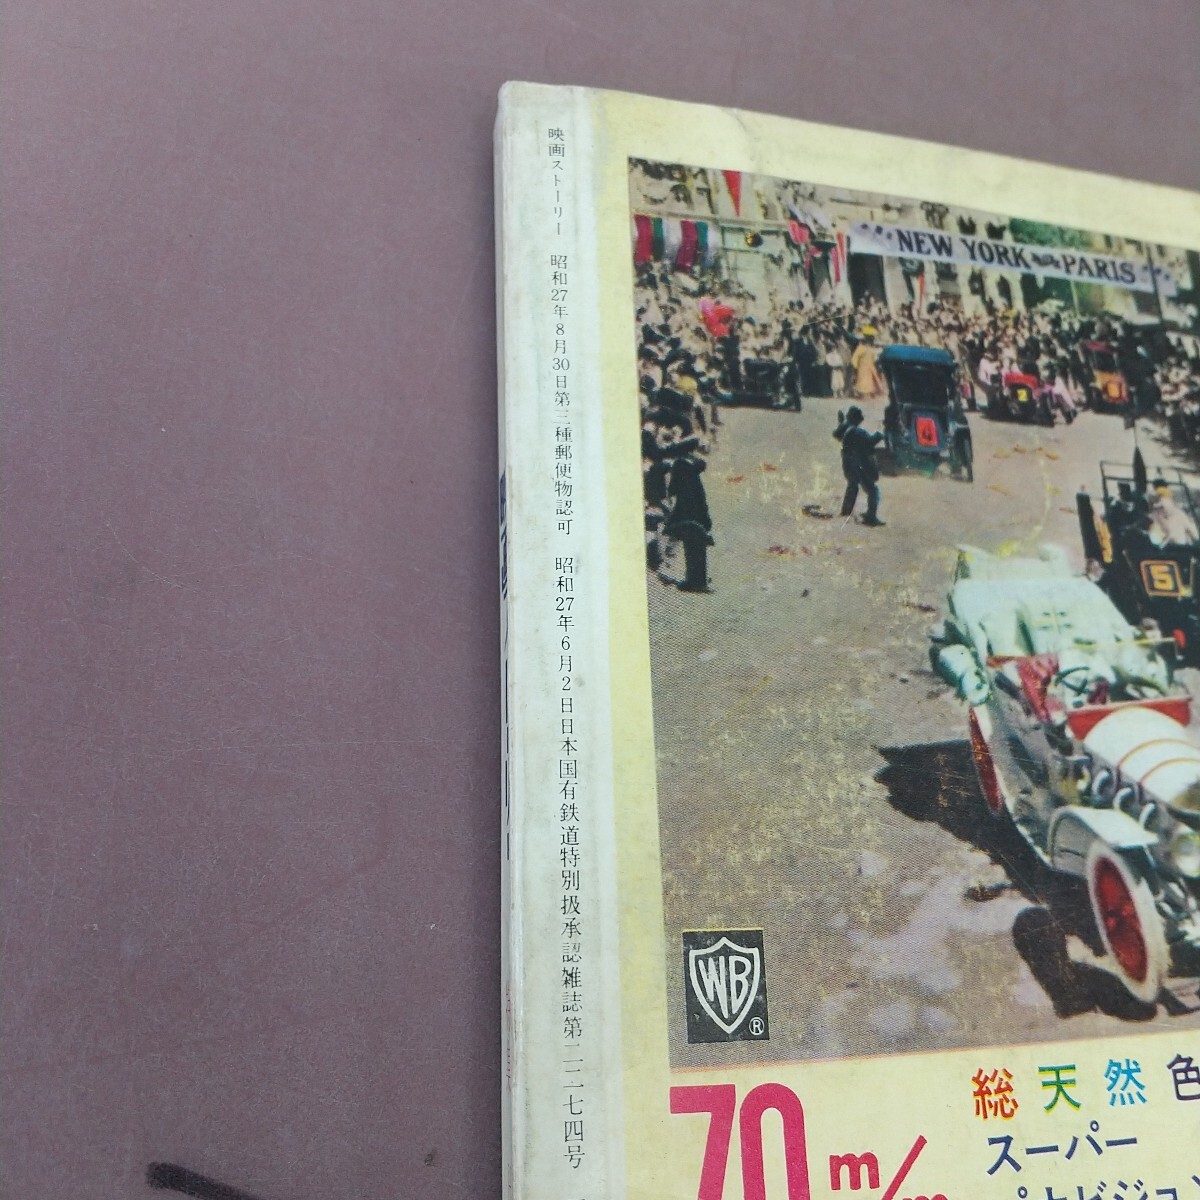 映画ストーリー 昭和27年8月30日第三種郵便物認可 昭和27年6月2日日本国有鉄道特別扱承認雑誌第二二七四号
NEW YORK PARIS
4
2
5
WB
®
70 m/m
総天然色
スーパー